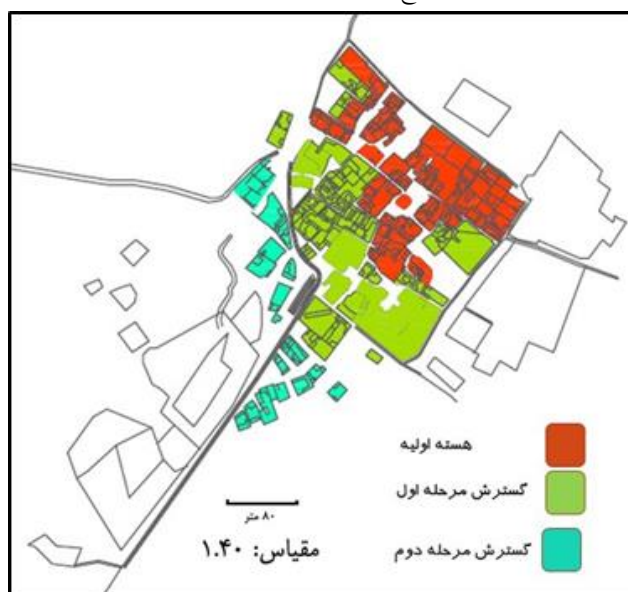 هسته اولیه
گسترش مرحله اول
گسترش مرحله دوم
۸۰ متر
مقیاس: ۱.۴۰